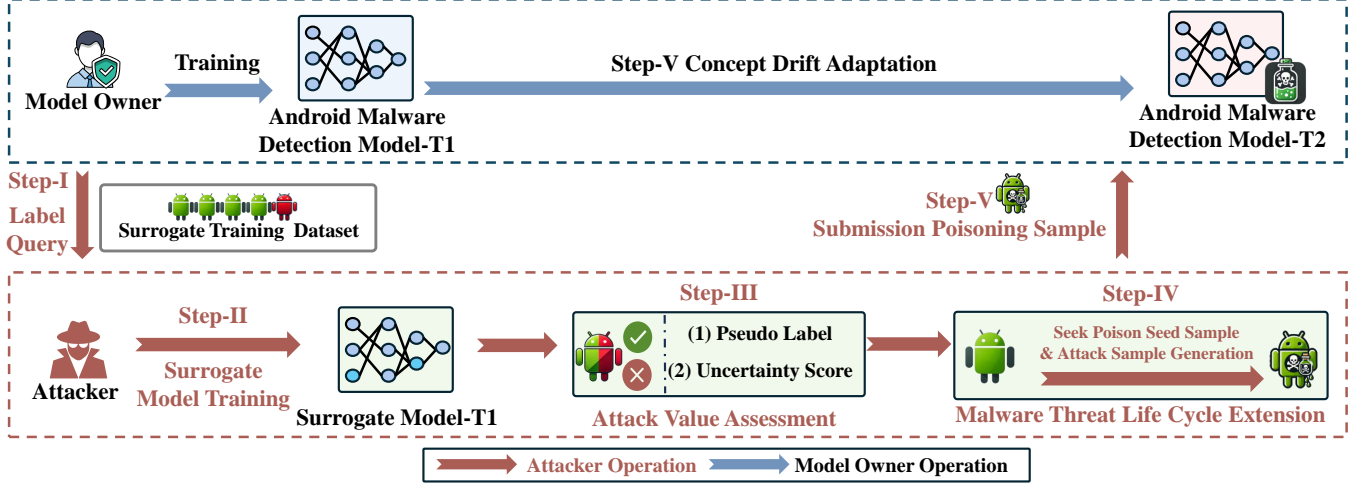 Model Owner
Training
Android Malware
Detection Model-T1
Step-V Concept Drift Adaptation
Android Malware
Detection Model-T2
Step-I
Label
Query
Surrogate Training Dataset
Step-V
Submission Poisoning Sample
Attacker
Step-II
Surrogate
Model Training
Surrogate Model-T1
Step-III
(1) Pseudo Label
(2) Uncertainty Score
Attack Value Assessment
Step-IV
Seek Poison Seed Sample
& Attack Sample Generation
Malware Threat Life Cycle Extension
Attacker Operation
Model Owner Operation